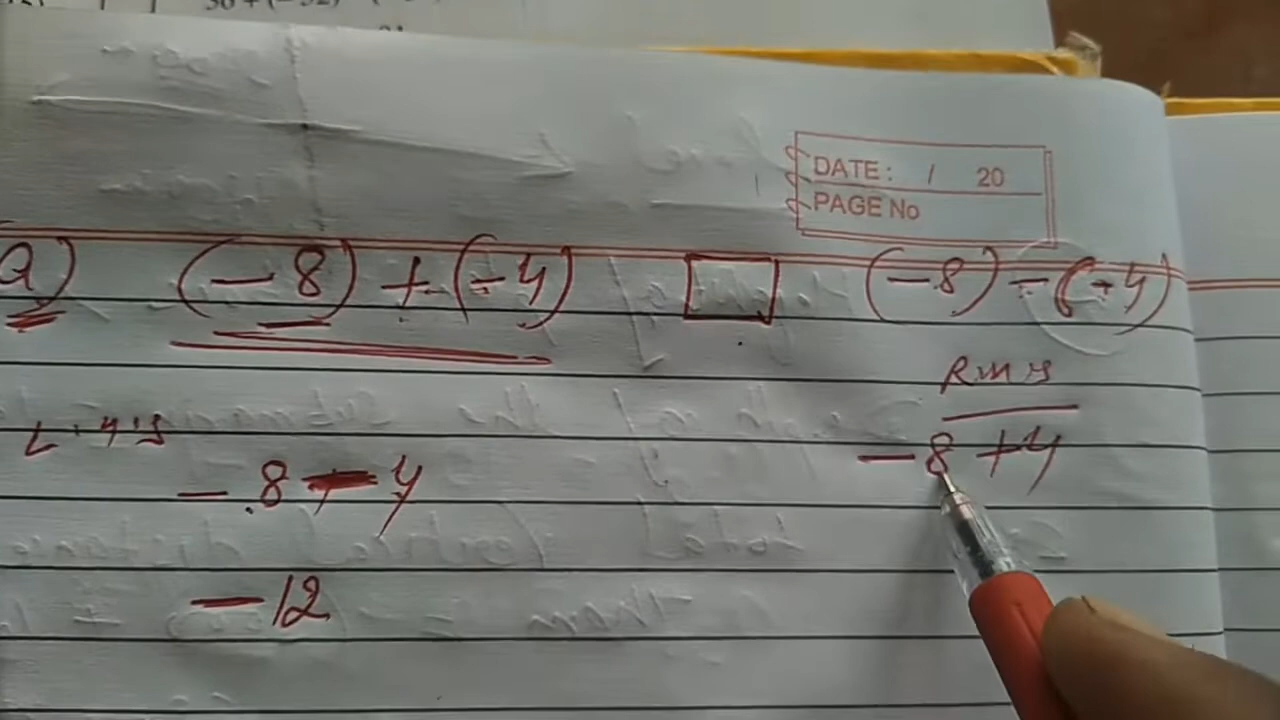 DATE: / 20
PAGE No
a) (-8) + (-4) □ (-8) - (-4)
R.H.S
L.H.S
-8 +4
-8 - 4
-12